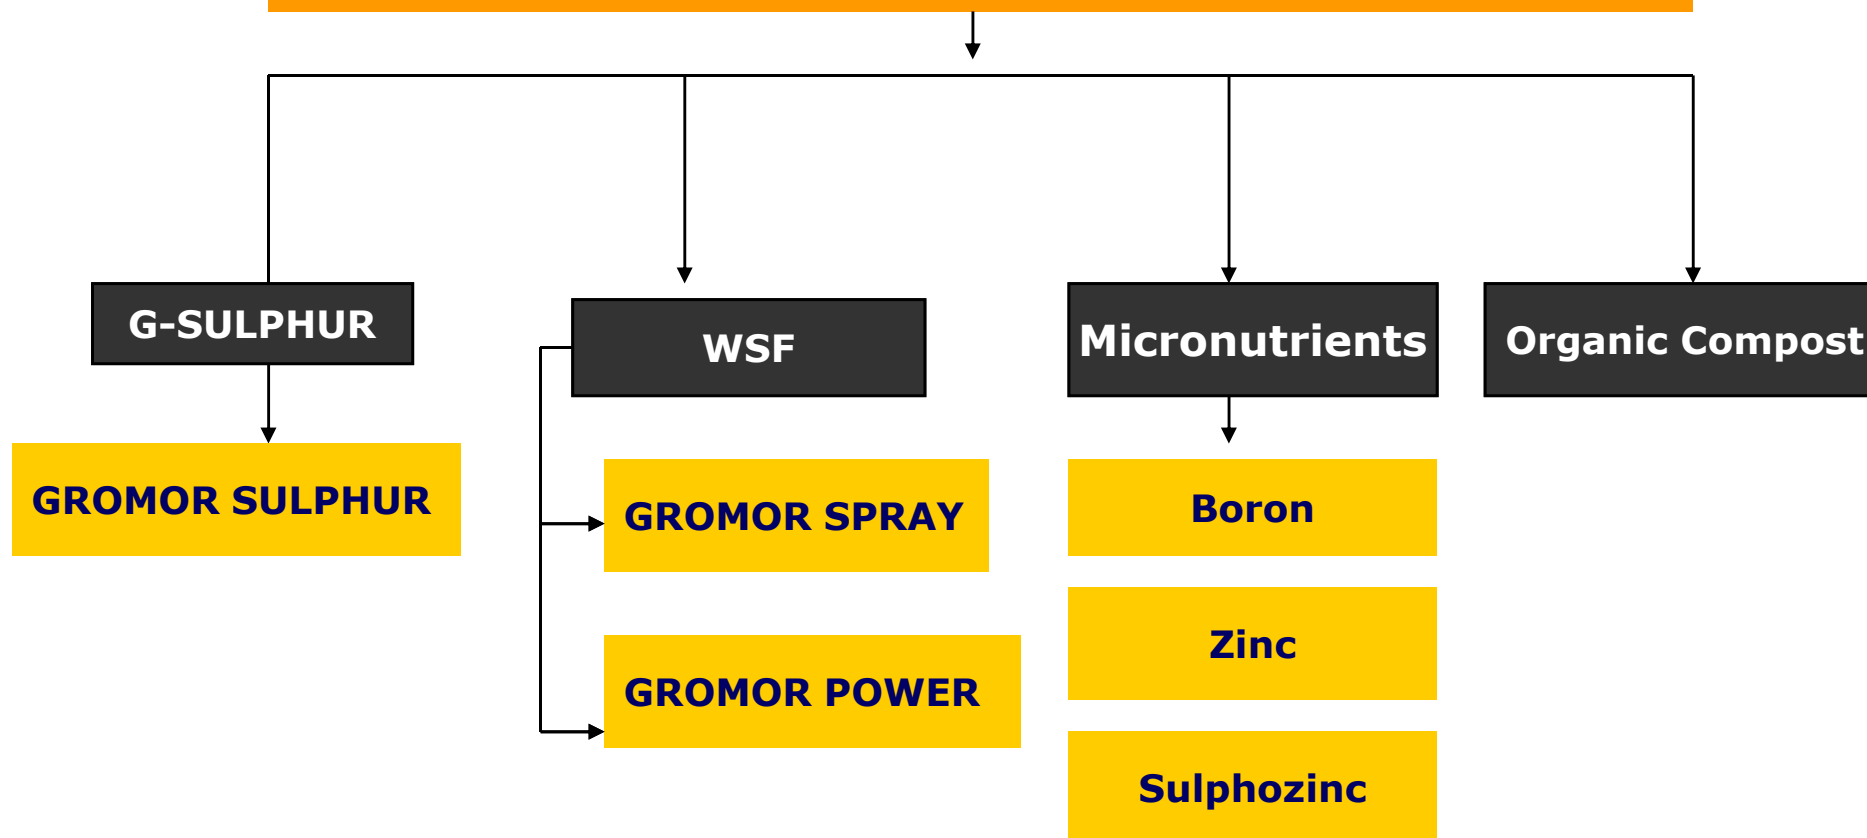 G-SULPHUR
WSF
Micronutrients
Organic Compost
GROMOR SULPHUR
GROMOR SPRAY
GROMOR POWER
Boron
Zinc
Sulphozinc